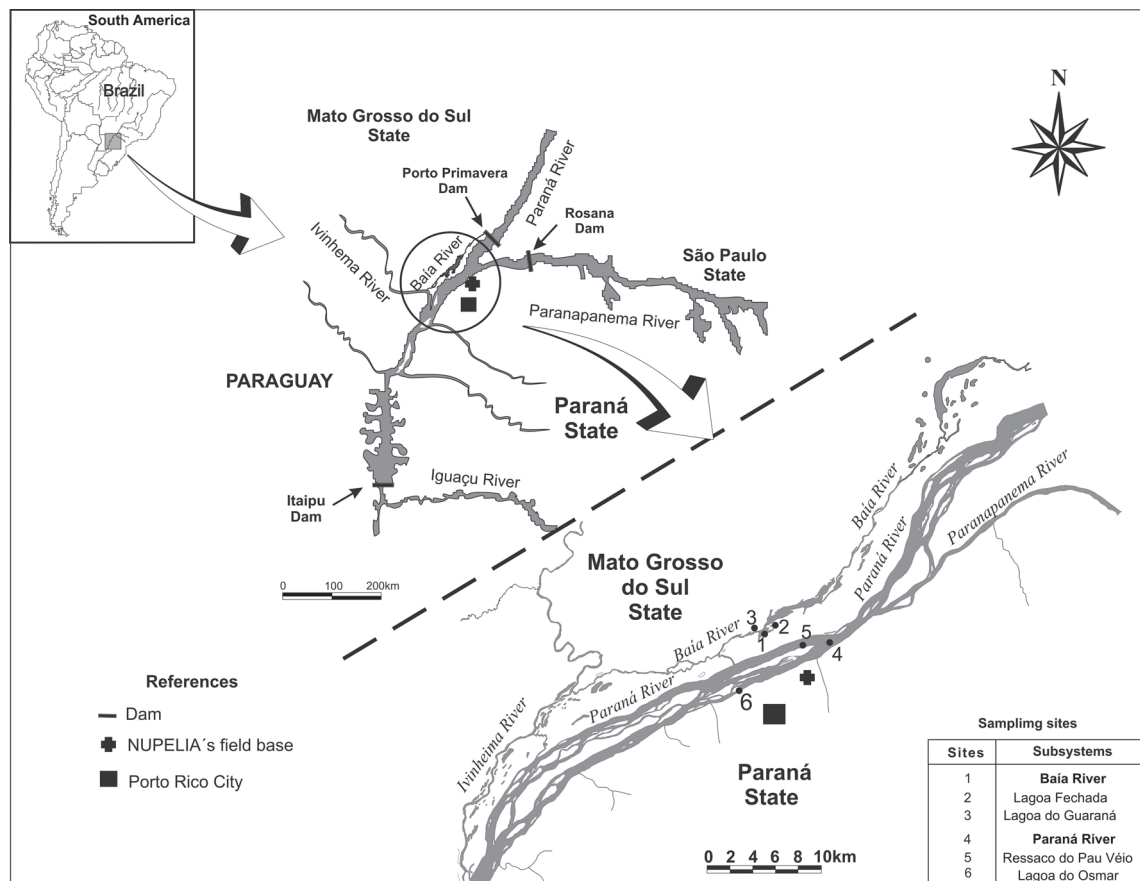 South America
Brazil
N
Mato Grosso do Sul
State
Porto Primavera
Dam
Paraná River
Rosana
Dam
Ivinhema River
Baía River
São Paulo
State
Paranapanema River
PARAGUAY
Paraná
State
Itaipu
Dam
Iguaçu River
0 100 200km
Mato Grosso
do Sul
State
Baía River
Paraná River
Paranapanema River
3
2
1
5
4
6
Baía River
Paraná River
Ivinheima River
Paraná
State
0 2 4 6 8 10km
References
Dam
NUPELIA´s field base
Porto Rico City
Samplimg sites
Sites Subsystems
1 Baía River
2 Lagoa Fechada
3 Lagoa do Guaraná
4 Paraná River
5 Ressaco do Pau Véio
6 Lagoa do Osmar